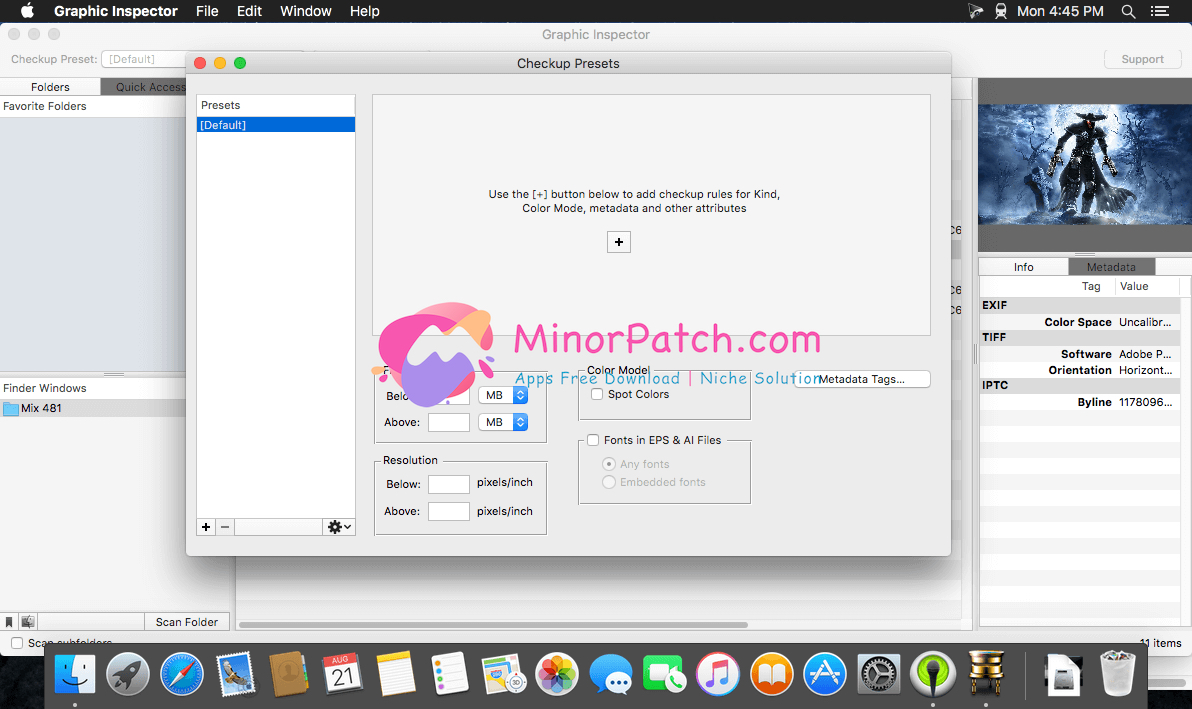 Graphic Inspector File Edit Window Help Mon 4:45 PM
Graphic Inspector
Checkup Preset: [Default] Support
Checkup Presets
Folders Quick Access
Favorite Folders
Presets
[Default]
Use the [+] button below to add checkup rules for Kind,
Color Mode, metadata and other attributes
+
C6
C6
C6
Info Metadata
Tag Value
EXIF
Color Space Uncalibr...
TIFF
Software Adobe P...
Orientation Horizont...
IPTC
Byline 1178096...
MinorPatch.com
Apps Free Download | Niche Solution
Color Model
Metadata Tags...
MB
Spot Colors
Above: MB
Finder Windows
Mix 481
Fonts in EPS & AI Files
Any fonts
Embedded fonts
Resolution
Below: pixels/inch
Above: pixels/inch
+ −
Scan Folder
Scan subfolders
11 items
AUG
21